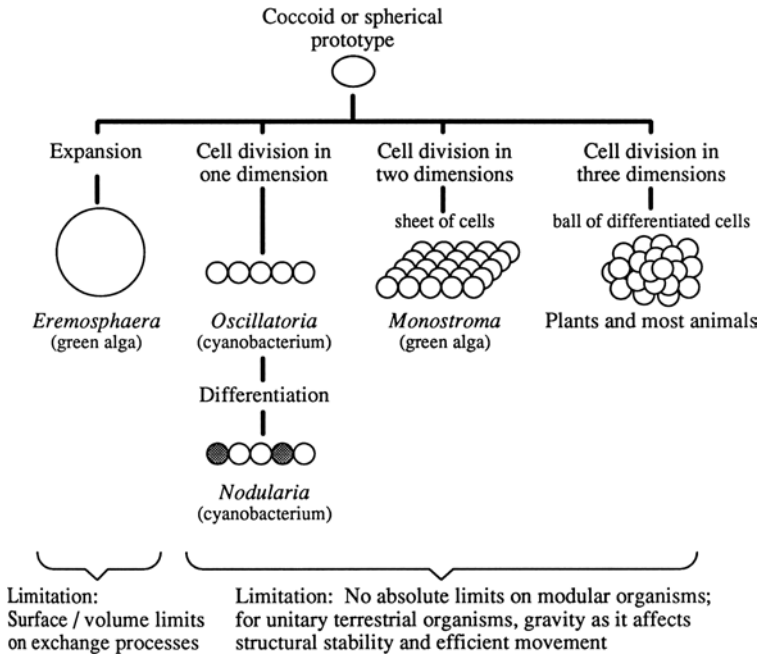 Coccoid or spherical
prototype
Expansion
Cell division in
one dimension
Cell division in
two dimensions
Cell division in
three dimensions
sheet of cells
ball of differentiated cells
Eremosphaera
(green alga)
Oscillatoria
(cyanobacterium)
Monostroma
(green alga)
Plants and most animals
Differentiation
Nodularia
(cyanobacterium)
Limitation:
Surface / volume limits
on exchange processes
Limitation: No absolute limits on modular organisms;
for unitary terrestrial organisms, gravity as it affects
structural stability and efficient movement